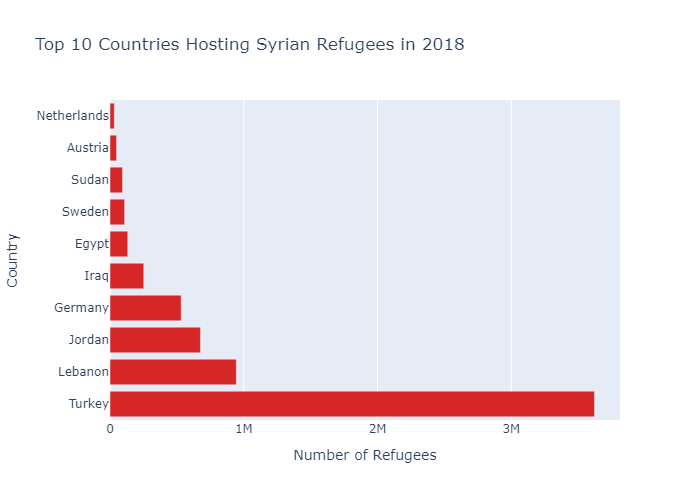 Top 10 Countries Hosting Syrian Refugees in 2018
Netherlands
Austria
Sudan
Sweden
Egypt
Iraq
Germany
Jordan
Lebanon
Turkey
Country
0 1M 2M 3M
Number of Refugees